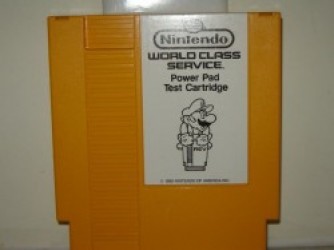 Nintendo
WORLD CLASS
SERVICE
Power Pad
Test Cartridge